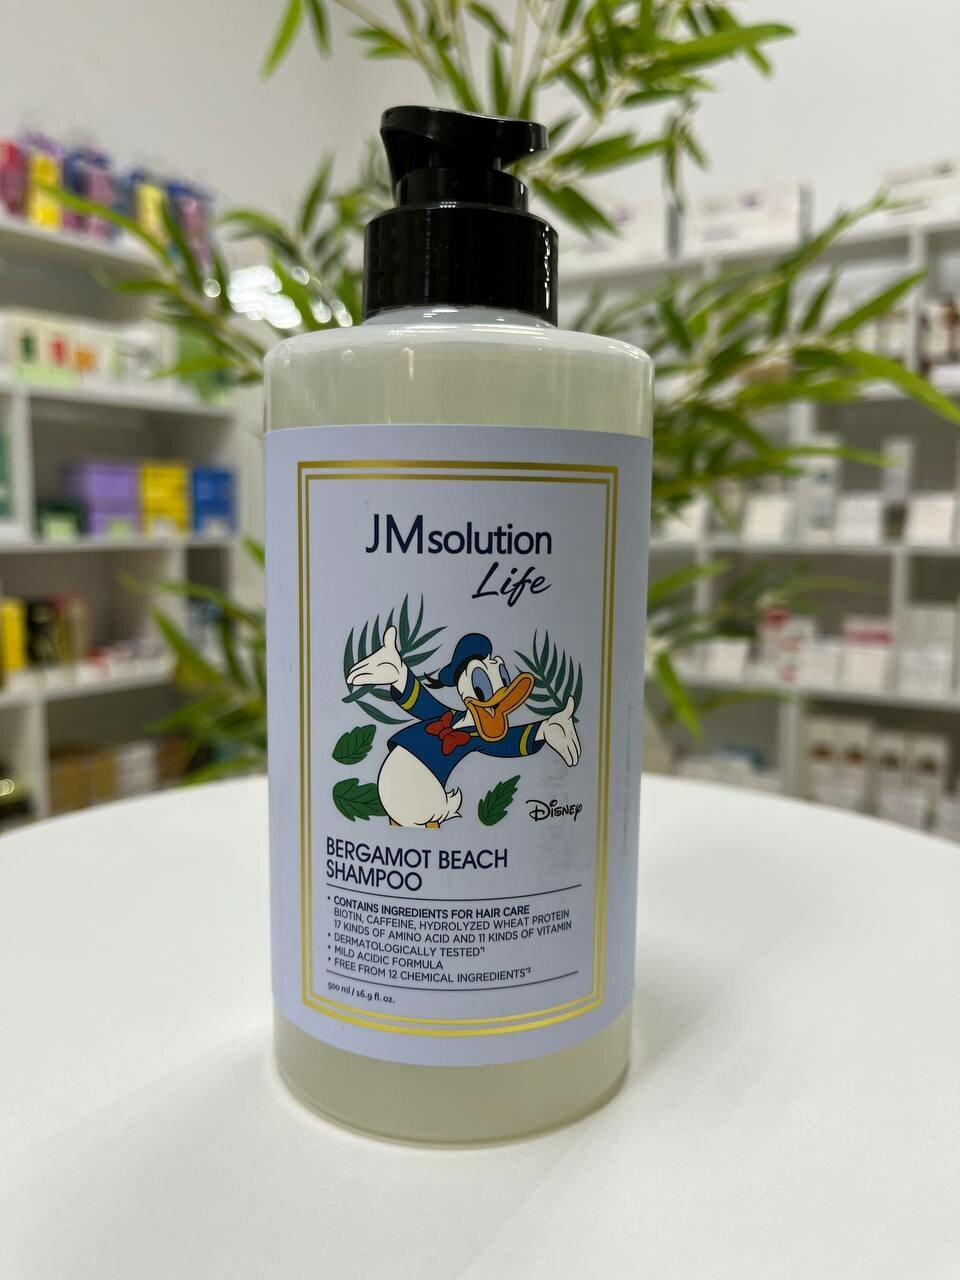 JMsolution
Life
Disney
BERGAMOT BEACH
SHAMPOO
• CONTAINS INGREDIENTS FOR HAIR CARE
BIOTIN, CAFFEINE, HYDROLYZED WHEAT PROTEIN
17 KINDS OF AMINO ACID AND 11 KINDS OF VITAMIN
• DERMATOLOGICALLY TESTED*1
• MILD ACIDIC FORMULA
• FREE FROM 12 CHEMICAL INGREDIENTS*2
500 ml / 16.9 fl. oz.